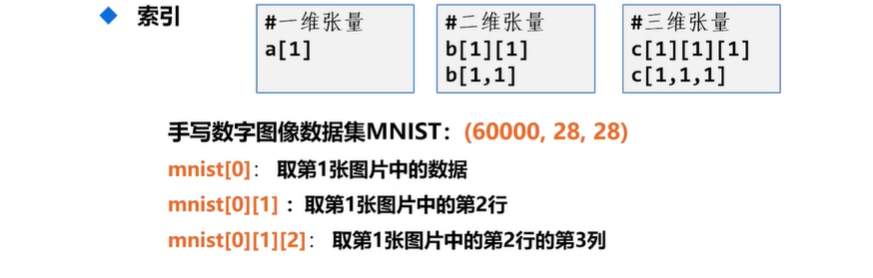 索引
#一维张量
a[1]
#二维张量
b[1][1]
b[1,1]
#三维张量
c[1][1][1]
c[1,1,1]
手写数字图像数据集MNIST：(60000, 28, 28)
mnist[0]： 取第1张图片中的数据
mnist[0][1] ：取第1张图片中的第2行
mnist[0][1][2]： 取第1张图片中的第2行的第3列